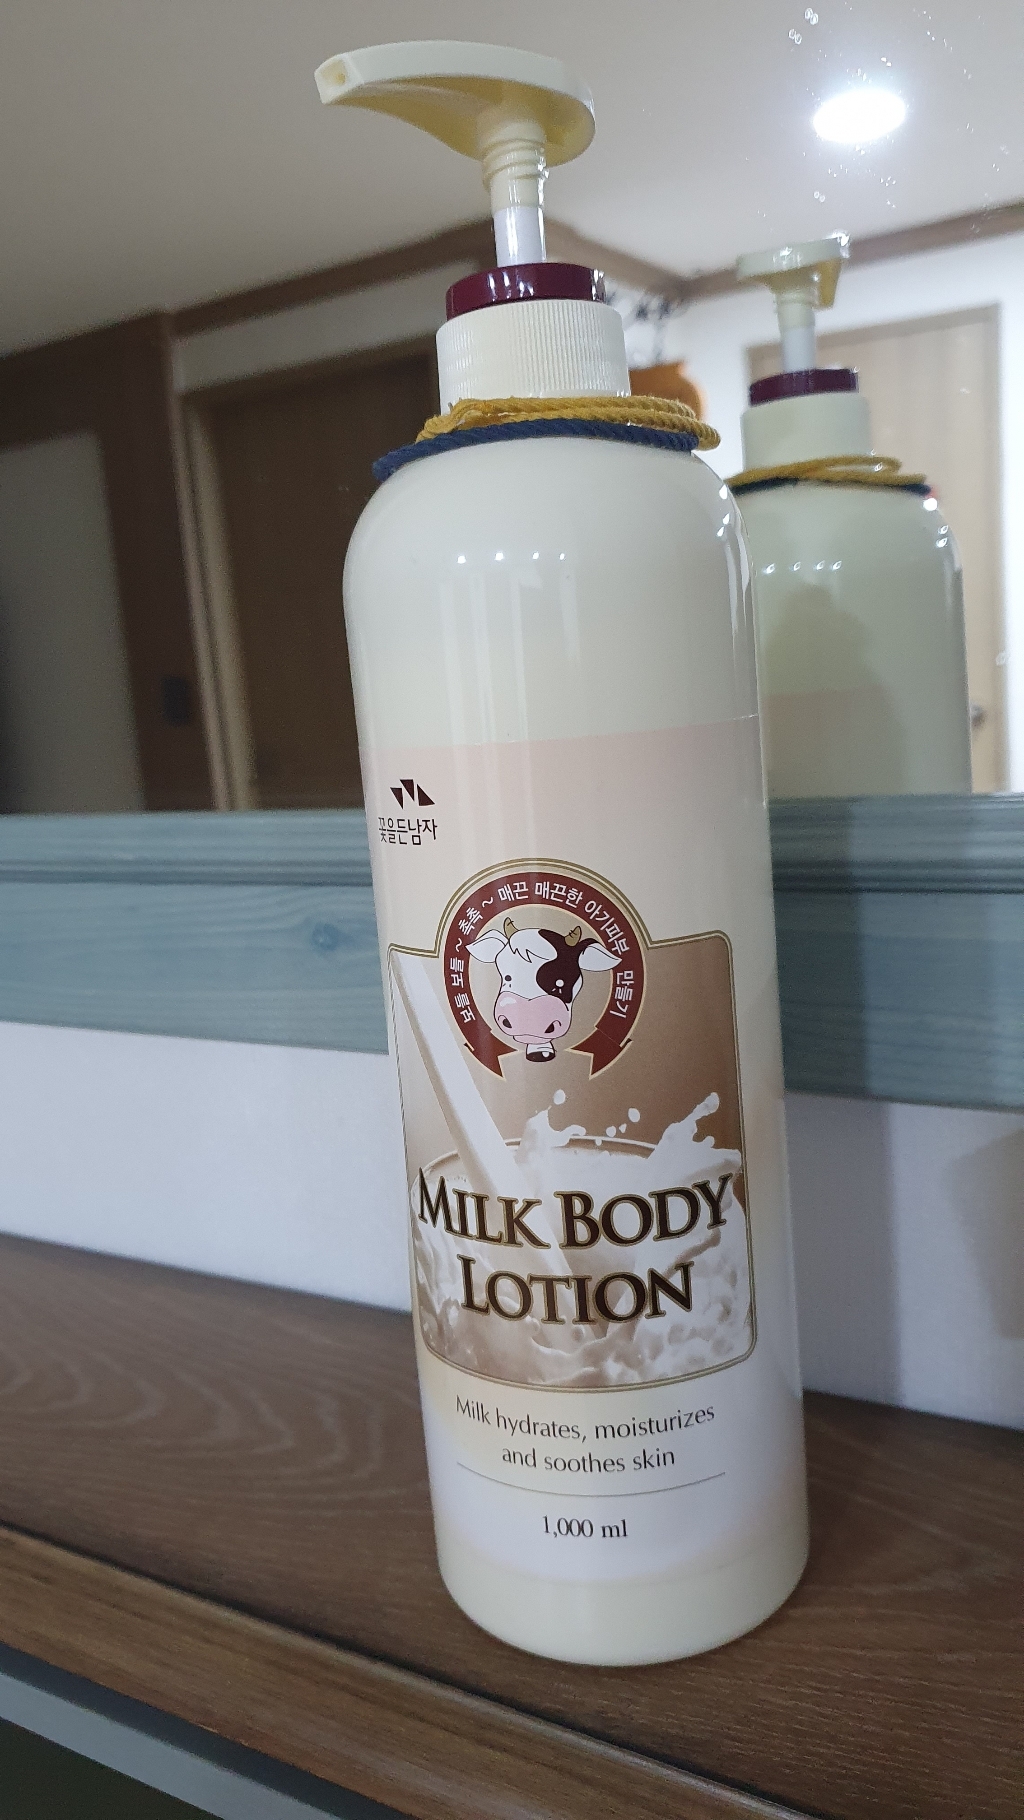 꽃을든남자
보들 보들~ 촉촉~ 매끈 매끈한 아기피부 만들기
MILK BODY
LOTION
Milk hydrates, moisturizes
and soothes skin
1,000 ml